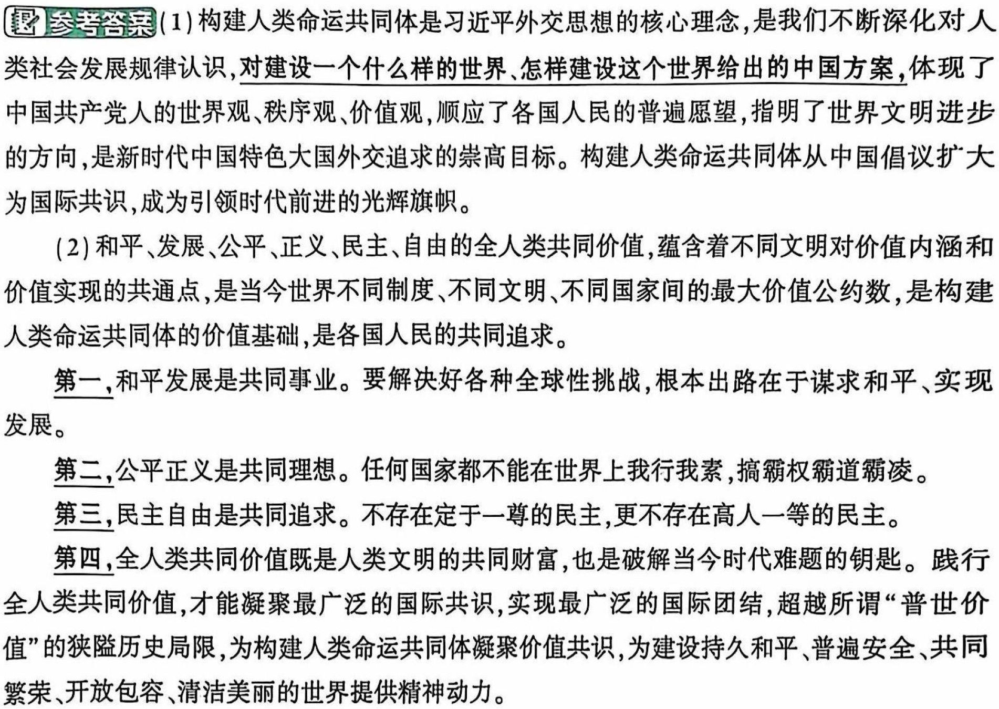 参考答案(1)构建人类命运共同体是习近平外交思想的核心理念,是我们不断深化对人
类社会发展规律认识,对建设一个什么样的世界、怎样建设这个世界给出的中国方案,体现了
中国共产党人的世界观、秩序观、价值观,顺应了各国人民的普遍愿望,指明了世界文明进步
的方向,是新时代中国特色大国外交追求的崇高目标。构建人类命运共同体从中国倡议扩大
为国际共识,成为引领时代前进的光辉旗帜。
(2)和平、发展、公平、正义、民主、自由的全人类共同价值,蕴含着不同文明对价值内涵和
价值实现的共通点,是当今世界不同制度、不同文明、不同国家间的最大价值公约数,是构建
人类命运共同体的价值基础,是各国人民的共同追求。
第一,和平发展是共同事业。要解决好各种全球性挑战,根本出路在于谋求和平、实现
发展。
第二,公平正义是共同理想。任何国家都不能在世界上我行我素,搞霸权霸道霸凌。
第三,民主自由是共同追求。不存在定于一尊的民主,更不存在高人一等的民主。
第四,全人类共同价值既是人类文明的共同财富,也是破解当今时代难题的钥匙。践行
全人类共同价值,才能凝聚最广泛的国际共识,实现最广泛的国际团结,超越所谓“普世价
值”的狭隘历史局限,为构建人类命运共同体凝聚价值共识,为建设持久和平、普遍安全、共同
繁荣、开放包容、清洁美丽的世界提供精神动力。